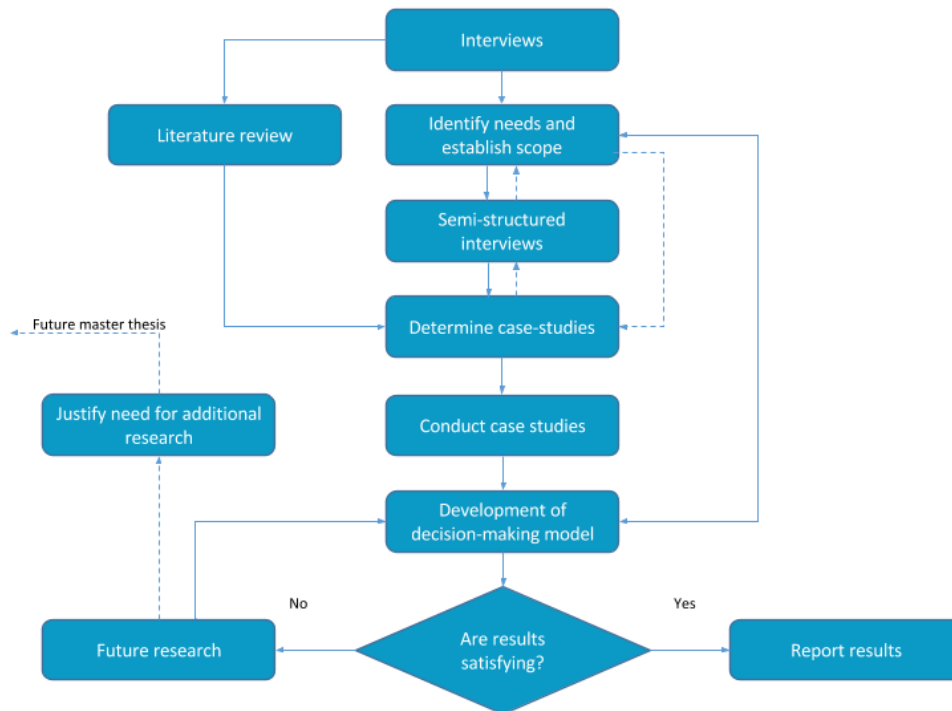 Interviews
Literature review
Identify needs and
establish scope
Semi-structured
interviews
Future master thesis
Determine case-studies
Justify need for additional
research
Conduct case studies
Development of
decision-making model
No
Yes
Future research
Are results
satisfying?
Report results